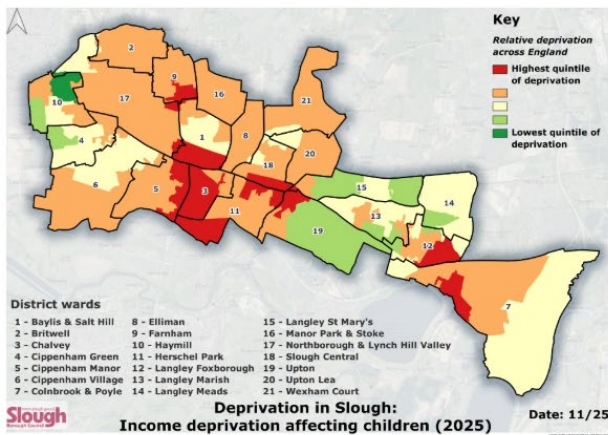 Key
Relative deprivation
across England
Highest quintile
of deprivation
Lowest quintile of
deprivation
2
9
16
21
17
10
1
8
4
18
20
6
5
3
11
15
13
14
19
12
7
District wards
1 - Baylis & Salt Hill
2 - Britwell
3 - Chalvey
4 - Cippenham Green
5 - Cippenham Manor
6 - Cippenham Village
7 - Colnbrook & Poyle
8 - Elliman
9 - Farnham
10 - Haymill
11 - Herschel Park
12 - Langley Foxborough
13 - Langley Marish
14 - Langley Meads
15 - Langley St Mary's
16 - Manor Park & Stoke
17 - Northborough & Lynch Hill Valley
18 - Slough Central
19 - Upton
20 - Upton Lea
21 - Wexham Court
Slough
Borough Council
Deprivation in Slough:
Income deprivation affecting children (2025)
Date: 11/25